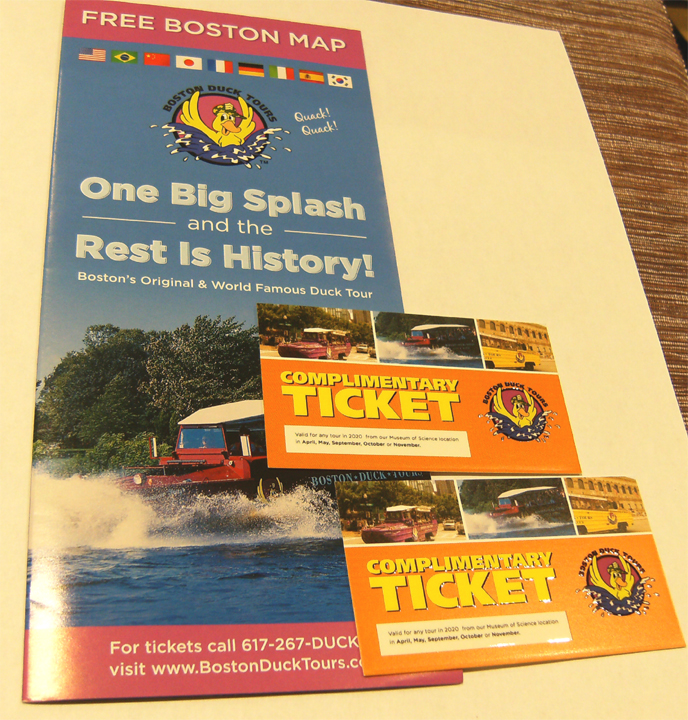 FREE BOSTON MAP
BOSTON DUCK TOURS
Quack!
Quack!
One Big Splash
and the
Rest Is History!
Boston's Original & World Famous Duck Tour
BOSTON • DUCK • TOURS
For tickets call 617-267-DUCK
visit www.BostonDuckTours.co
COMPLIMENTARY
TICKET
BOSTON DUCK TOURS
Valid for any tour in 2020 from our Museum of Science location
in April, May, September, October or November.
COMPLIMENTARY
TICKET
BOSTON DUCK TOURS
Valid for any tour in 2020 from our Museum of Science location
in April, May, September, October or November.